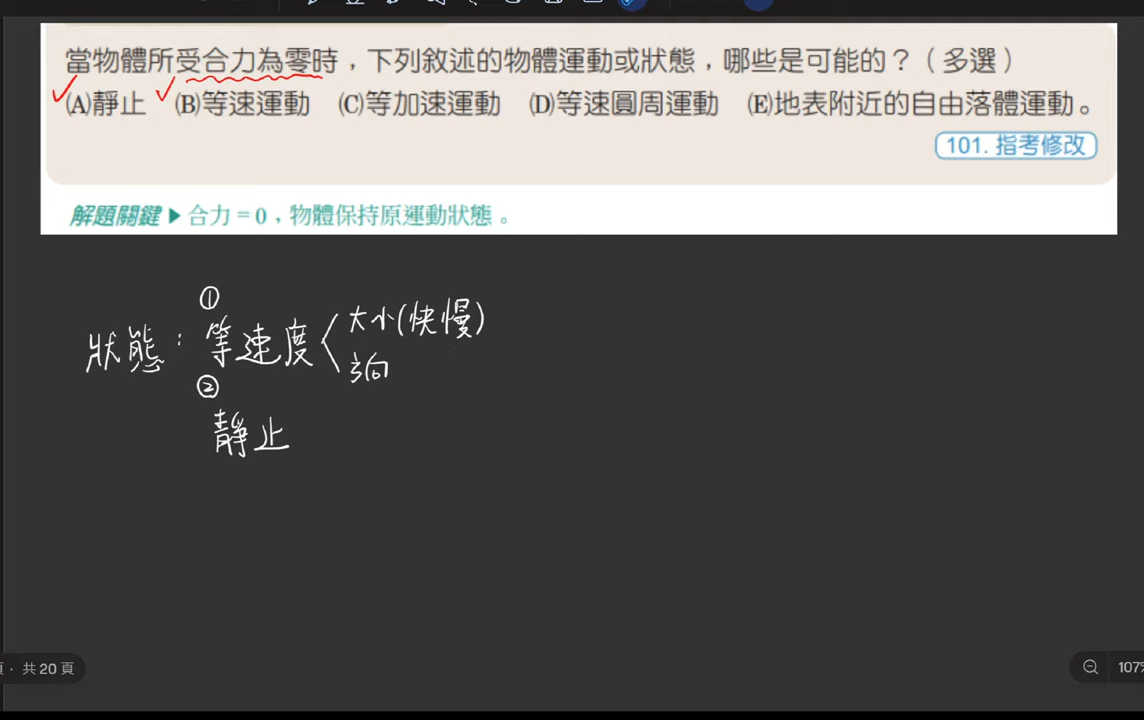 當物體所受合力為零時，下列敘述的物體運動或狀態，哪些是可能的？（多選）
(A)靜止 (B)等速運動 (C)等加速運動 (D)等速圓周運動 (E)地表附近的自由落體運動。
101. 指考修改
解題關鍵▶合力 = 0，物體保持原運動狀態。
①
狀態：等速度〈大小(快慢)
方向
②
靜止
頁 · 共 20 頁
107%